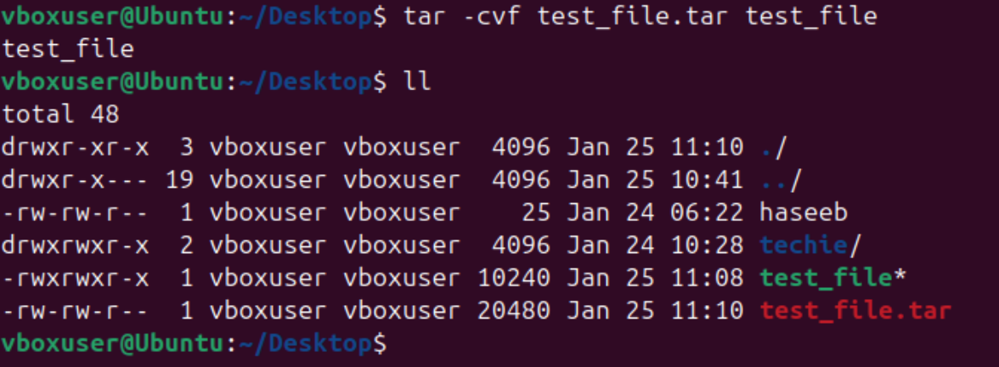 vboxuser@Ubuntu:~/Desktop$ tar -cvf test_file.tar test_file
test_file
vboxuser@Ubuntu:~/Desktop$ ll
total 48
drwxr-xr-x  3 vboxuser vboxuser  4096 Jan 25 11:10 ./
drwxr-x--- 19 vboxuser vboxuser  4096 Jan 25 10:41 ../
-rw-rw-r--  1 vboxuser vboxuser    25 Jan 24 06:22 haseeb
drwxrwxr-x  2 vboxuser vboxuser  4096 Jan 24 10:28 techie/
-rwxrwxr-x  1 vboxuser vboxuser 10240 Jan 25 11:08 test_file*
-rw-rw-r--  1 vboxuser vboxuser 20480 Jan 25 11:10 test_file.tar
vboxuser@Ubuntu:~/Desktop$